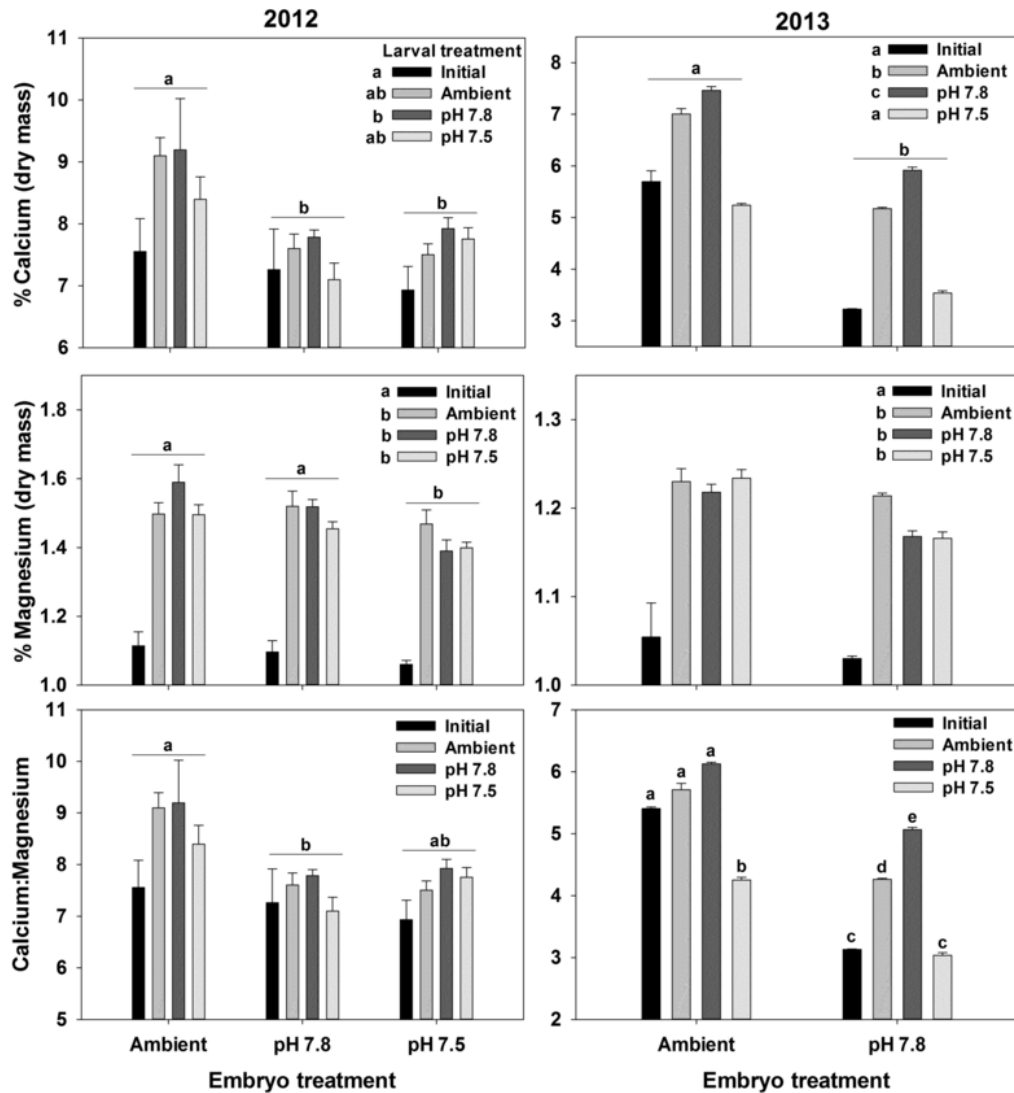 2012
2013
% Calcium (dry mass)
11
10
9
8
7
6
Larval treatment
a Initial
ab Ambient
b pH 7.8
ab pH 7.5
a
b
b
8
7
6
5
4
3
a Initial
b Ambient
c pH 7.8
a pH 7.5
a
b
% Magnesium (dry mass)
1.8
1.6
1.4
1.2
1.0
a Initial
b Ambient
b pH 7.8
b pH 7.5
a
a
b
1.3
1.2
1.1
1.0
a Initial
b Ambient
b pH 7.8
b pH 7.5
Calcium:Magnesium
11
10
9
8
7
6
5
Initial
Ambient
pH 7.8
pH 7.5
a
b
ab
7
6
5
4
3
2
Initial
Ambient
pH 7.8
pH 7.5
a a a b c d e c
Ambient pH 7.8 pH 7.5
Embryo treatment
Ambient pH 7.8
Embryo treatment